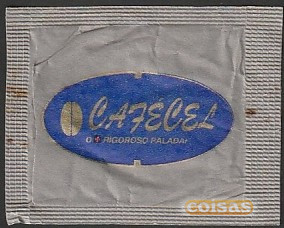 CAFECEL
O + RIGOROSO PALADAr
coisas